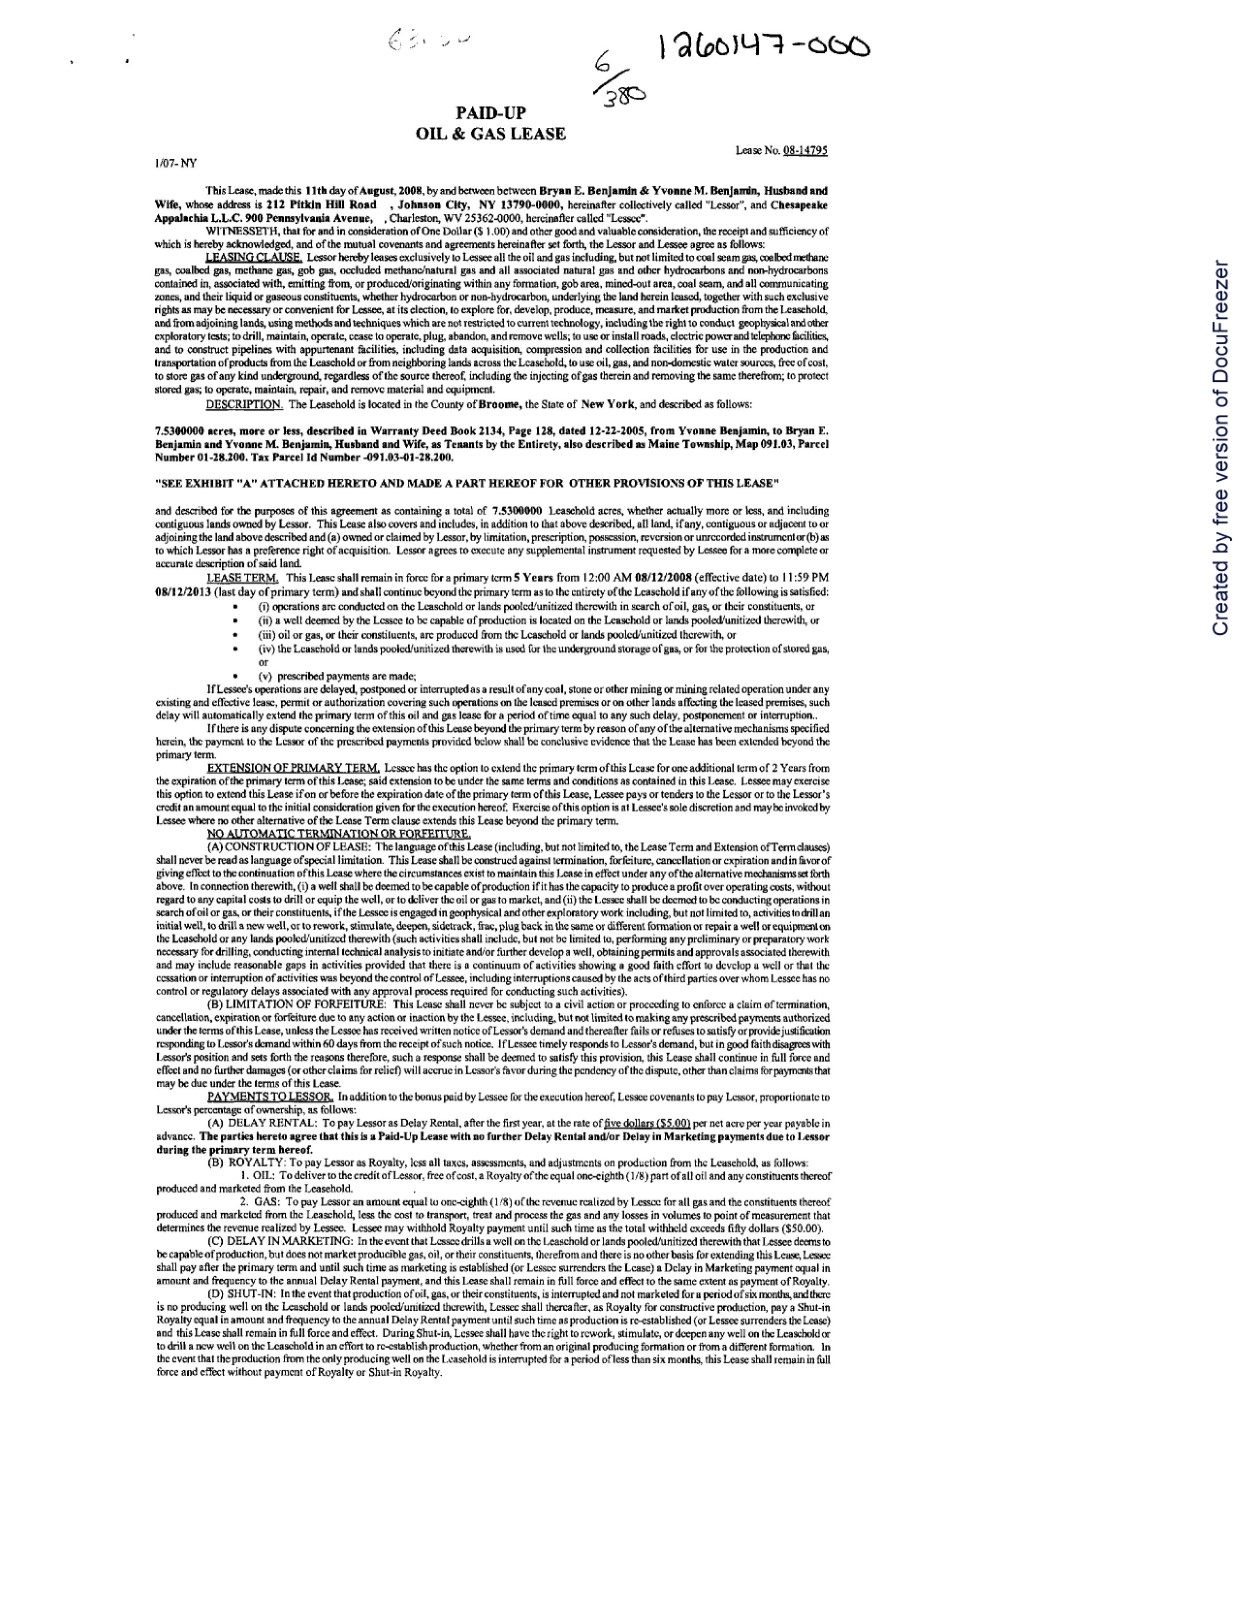 1260147-000
6/380
PAID-UP
OIL & GAS LEASE
Lease No. 08-14795
1/07- NY
This Lease, made this 11th day of August, 2008, by and between between Bryan E. Benjamin & Yvonne M. Benjamin, Husband and
Wife, whose address is 212 Pitkin Hill Road , Johnson City, NY 13790-0000, hereinafter collectively called "Lessor", and Chesapeake
Appalachia L.L.C. 900 Pennsylvania Avenue, , Charleston, WV 25362-0000, hereinafter called "Lessee".
WITNESSETH, that for and in consideration of One Dollar ($ 1.00) and other good and valuable consideration, the receipt and sufficiency of
which is hereby acknowledged, and of the mutual covenants and agreements hereinafter set forth, the Lessor and Lessee agree as follows:
LEASING CLAUSE. Lessor hereby leases exclusively to Lessee all the oil and gas including, but not limited to coal seam gas, coalbed methane
gas, coalbed gas, methane gas, gob gas, occluded methane/natural gas and all associated natural gas and other hydrocarbons and non-hydrocarbons
contained in, associated with, emitting from, or produced/originating within any formation, gob area, mined-out area, coal seam, and all communicating
zones, and their liquid or gaseous constituents, whether hydrocarbon or non-hydrocarbon, underlying the land herein leased, together with such exclusive
rights as may be necessary or convenient for Lessee, at its election, to explore for, develop, produce, measure, and market production from the Leasehold,
and from adjoining lands, using methods and techniques which are not restricted to current technology, including the right to conduct geophysical and other
exploratory tests; to drill, maintain, operate, cease to operate, plug, abandon, and remove wells; to use or install roads, electric power and telephone facilities,
and to construct pipelines with appurtenant facilities, including data acquisition, compression and collection facilities for use in the production and
transportation of products from the Leasehold or from neighboring lands across the Leasehold, to use oil, gas, and non-domestic water sources, free of cost,
to store gas of any kind underground, regardless of the source thereof, including the injecting of gas therein and removing the same therefrom; to protect
stored gas; to operate, maintain, repair, and remove material and equipment.
DESCRIPTION. The Leasehold is located in the County of Broome, the State of New York, and described as follows:
7.5300000 acres, more or less, described in Warranty Deed Book 2134, Page 128, dated 12-22-2005, from Yvonne Benjamin, to Bryan E.
Benjamin and Yvonne M. Benjamin, Husband and Wife, as Tenants by the Entirety, also described as Maine Township, Map 091.03, Parcel
Number 01-28.200. Tax Parcel Id Number -091.03-01-28.200.
"SEE EXHIBIT "A" ATTACHED HERETO AND MADE A PART HEREOF FOR OTHER PROVISIONS OF THIS LEASE"
and described for the purposes of this agreement as containing a total of 7.5300000 Leasehold acres, whether actually more or less, and including
contiguous lands owned by Lessor. This Lease also covers and includes, in addition to that above described, all land, if any, contiguous or adjacent to or
adjoining the land above described and (a) owned or claimed by Lessor, by limitation, prescription, possession, reversion or unrecorded instrument or (b) as
to which Lessor has a preference right of acquisition. Lessor agrees to execute any supplemental instrument requested by Lessee for a more complete or
accurate description of said land.
LEASE TERM. This Lease shall remain in force for a primary term 5 Years from 12:00 AM 08/12/2008 (effective date) to 11:59 PM
08/12/2013 (last day of primary term) and shall continue beyond the primary term as to the entirety of the Leasehold if any of the following is satisfied:
• (i) operations are conducted on the Leasehold or lands pooled/unitized therewith in search of oil, gas, or their constituents, or
• (ii) a well deemed by the Lessee to be capable of production is located on the Leasehold or lands pooled/unitized therewith, or
• (iii) oil or gas, or their constituents, are produced from the Leasehold or lands pooled/unitized therewith, or
• (iv) the Leasehold or lands pooled/unitized therewith is used for the underground storage of gas, or for the protection of stored gas,
or
• (v) prescribed payments are made;
If Lessee's operations are delayed, postponed or interrupted as a result of any coal, stone or other mining or mining related operation under any
existing and effective lease, permit or authorization covering such operations on the leased premises or on other lands affecting the leased premises, such
delay will automatically extend the primary term of this oil and gas lease for a period of time equal to any such delay, postponement or interruption..
If there is any dispute concerning the extension of this Lease beyond the primary term by reason of any of the alternative mechanisms specified
herein, the payment to the Lessor of the prescribed payments provided below shall be conclusive evidence that the Lease has been extended beyond the
primary term.
EXTENSION OF PRIMARY TERM. Lessee has the option to extend the primary term of this Lease for one additional term of 2 Years from
the expiration of the primary term of this Lease; said extension to be under the same terms and conditions as contained in this Lease. Lessee may exercise
this option to extend this Lease if on or before the expiration date of the primary term of this Lease, Lessee pays or tenders to the Lessor or to the Lessor's
credit an amount equal to the initial consideration given for the execution hereof. Exercise of this option is at Lessee's sole discretion and may be invoked by
Lessee where no other alternative of the Lease Term clause extends this Lease beyond the primary term.
NO AUTOMATIC TERMINATION OR FORFEITURE.
(A) CONSTRUCTION OF LEASE: The language of this Lease (including, but not limited to, the Lease Term and Extension of Term clauses)
shall never be read as language of special limitation. This Lease shall be construed against termination, forfeiture, cancellation or expiration and in favor of
giving effect to the continuation of this Lease where the circumstances exist to maintain this Lease in effect under any of the alternative mechanisms set forth
above. In connection therewith, (i) a well shall be deemed to be capable of production if it has the capacity to produce a profit over operating costs, without
regard to any capital costs to drill or equip the well, or to deliver the oil or gas to market, and (ii) the Lessee shall be deemed to be conducting operations in
search of oil or gas, or their constituents, if the Lessee is engaged in geophysical and other exploratory work including, but not limited to, activities to drill an
initial well, to drill a new well, or to rework, stimulate, deepen, sidetrack, frac, plug back in the same or different formation or repair a well or equipment on
the Leasehold or any lands pooled/unitized therewith (such activities shall include, but not be limited to, performing any preliminary or preparatory work
necessary for drilling, conducting internal technical analysis to initiate and/or further develop a well, obtaining permits and approvals associated therewith
and may include reasonable gaps in activities provided that there is a continuum of activities showing a good faith effort to develop a well or that the
cessation or interruption of activities was beyond the control of Lessee, including interruptions caused by the acts of third parties over whom Lessee has no
control or regulatory delays associated with any approval process required for conducting such activities).
(B) LIMITATION OF FORFEITURE: This Lease shall never be subject to a civil action or proceeding to enforce a claim of termination,
cancellation, expiration or forfeiture due to any action or inaction by the Lessee, including, but not limited to making any prescribed payments authorized
under the terms of this Lease, unless the Lessee has received written notice of Lessor's demand and thereafter fails or refuses to satisfy or provide justification
responding to Lessor's demand within 60 days from the receipt of such notice. If Lessee timely responds to Lessor's demand, but in good faith disagrees with
Lessor's position and sets forth the reasons therefore, such a response shall be deemed to satisfy this provision, this Lease shall continue in full force and
effect and no further damages (or other claims for relief) will accrue in Lessor's favor during the pendency of the dispute, other than claims for payments that
may be due under the terms of this Lease.
PAYMENTS TO LESSOR. In addition to the bonus paid by Lessee for the execution hereof, Lessee covenants to pay Lessor, proportionate to
Lessor's percentage of ownership, as follows:
(A) DELAY RENTAL: To pay Lessor as Delay Rental, after the first year, at the rate of five dollars ($5.00) per net acre per year payable in
advance. The parties hereto agree that this is a Paid-Up Lease with no further Delay Rental and/or Delay in Marketing payments due to Lessor
during the primary term hereof.
(B) ROYALTY: To pay Lessor as Royalty, less all taxes, assessments, and adjustments on production from the Leasehold, as follows:
1. OIL: To deliver to the credit of Lessor, free of cost, a Royalty of the equal one-eighth (1/8) part of all oil and any constituents thereof
produced and marketed from the Leasehold.
2. GAS: To pay Lessor an amount equal to one-eighth (1/8) of the revenue realized by Lessee for all gas and the constituents thereof
produced and marketed from the Leasehold, less the cost to transport, treat and process the gas and any losses in volumes to point of measurement that
determines the revenue realized by Lessee. Lessee may withhold Royalty payment until such time as the total withheld exceeds fifty dollars ($50.00).
(C) DELAY IN MARKETING: In the event that Lessee drills a well on the Leasehold or lands pooled/unitized therewith that Lessee deems to
be capable of production, but does not market producible gas, oil, or their constituents, therefrom and there is no other basis for extending this Lease, Lessee
shall pay after the primary term and until such time as marketing is established (or Lessee surrenders the Lease) a Delay in Marketing payment equal in
amount and frequency to the annual Delay Rental payment, and this Lease shall remain in full force and effect to the same extent as payment of Royalty.
(D) SHUT-IN: In the event that production of oil, gas, or their constituents, is interrupted and not marketed for a period of six months, and there
is no producing well on the Leasehold or lands pooled/unitized therewith, Lessee shall thereafter, as Royalty for constructive production, pay a Shut-in
Royalty equal in amount and frequency to the annual Delay Rental payment until such time as production is re-established (or Lessee surrenders the Lease)
and this Lease shall remain in full force and effect. During Shut-in, Lessee shall have the right to rework, stimulate, or deepen any well on the Leasehold or
to drill a new well on the Leasehold in an effort to re-establish production, whether from an original producing formation or from a different formation. In
the event that the production from the only producing well on the Leasehold is interrupted for a period of less than six months, this Lease shall remain in full
force and effect without payment of Royalty or Shut-in Royalty.
Created by free version of DocuFreezer